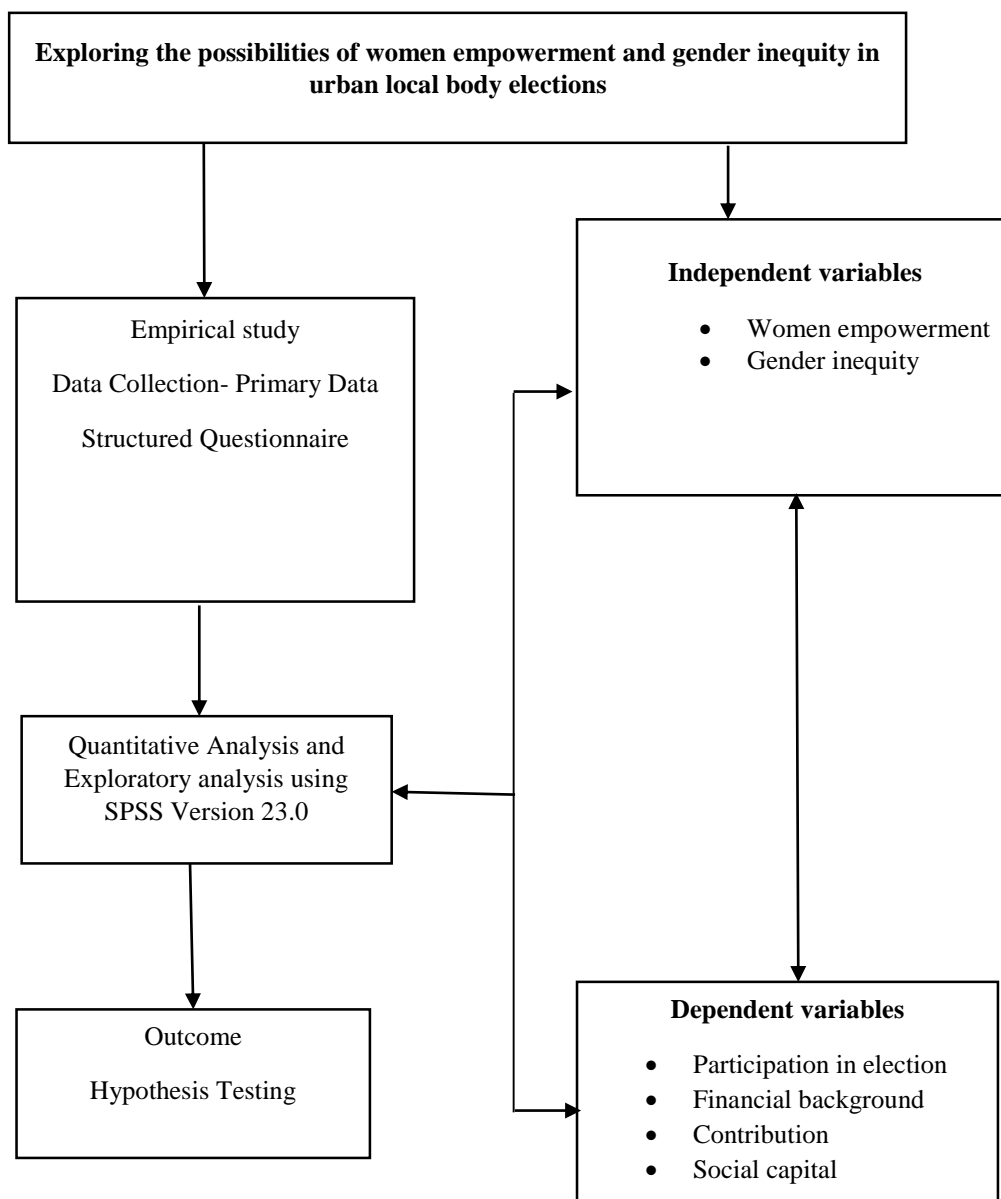 Exploring the possibilities of women empowerment and gender inequity in
urban local body elections
Independent variables
• Women empowerment
• Gender inequity
Empirical study
Data Collection- Primary Data
Structured Questionnaire
Quantitative Analysis and
Exploratory analysis using
SPSS Version 23.0
Outcome
Hypothesis Testing
Dependent variables
• Participation in election
• Financial background
• Contribution
• Social capital